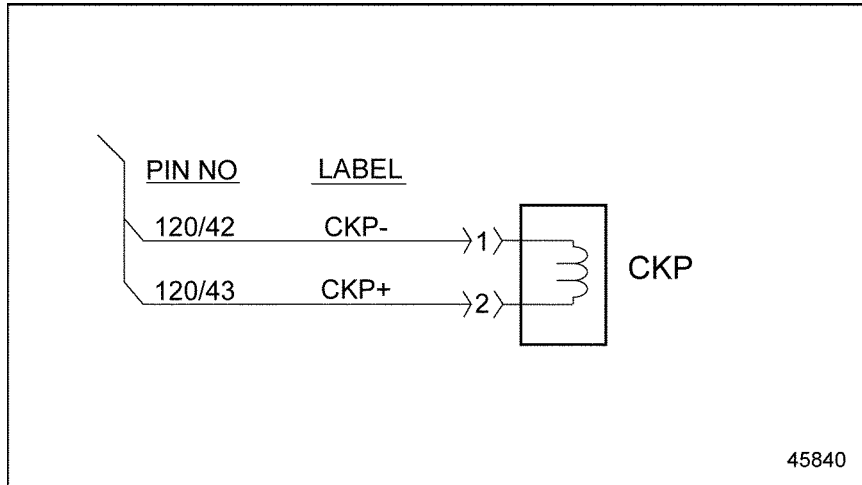 PIN NO LABEL
120/42 CKP- 1
CKP
120/43 CKP+ 2
45840